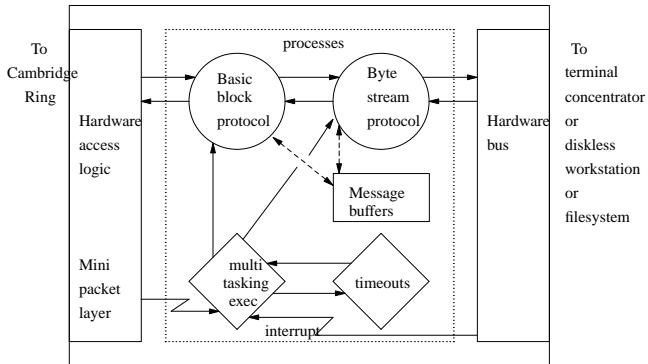 To
Cambridge
Ring
Hardware
access
logic
Mini
packet
layer
processes
Basic
block
protocol
Byte
stream
protocol
Message
buffers
multi
tasking
exec
timeouts
interrupt
Hardware
bus
To
terminal
concentrator
or
diskless
workstation
or
filesystem